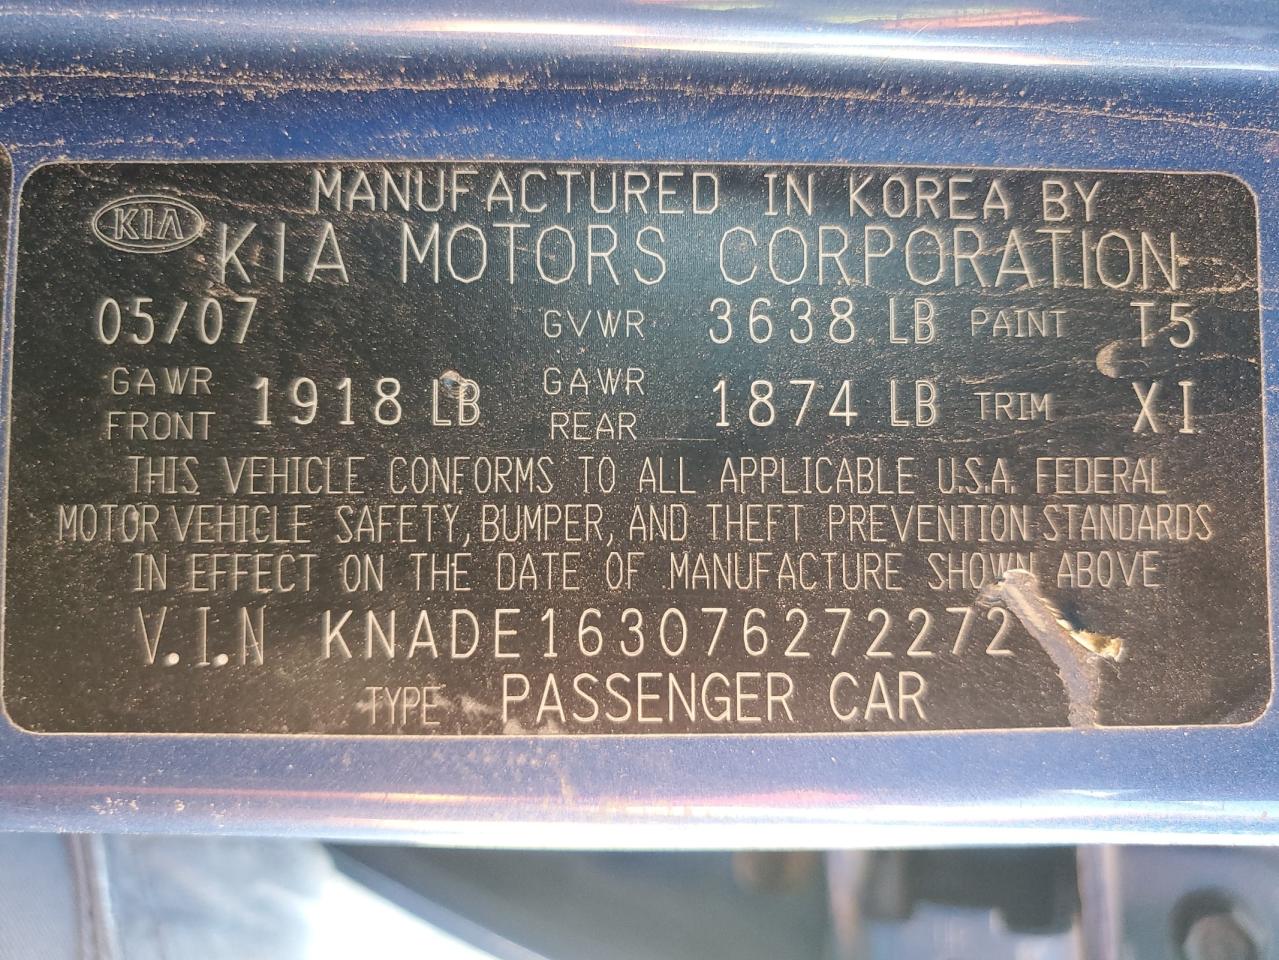 MANUFACTURED IN KOREA BY
KIA
KIA MOTORS CORPORATION
05/07 GVWR 3638 LB PAINT T5
GAWR FRONT 1918 LB GAWR REAR 1874 LB TRIM X1
THIS VEHICLE CONFORMS TO ALL APPLICABLE U.S.A. FEDERAL
MOTOR VEHICLE SAFETY, BUMPER, AND THEFT PREVENTION STANDARDS
IN EFFECT ON THE DATE OF MANUFACTURE SHOWN ABOVE
V.I.N KNADE163076272272
TYPE PASSENGER CAR